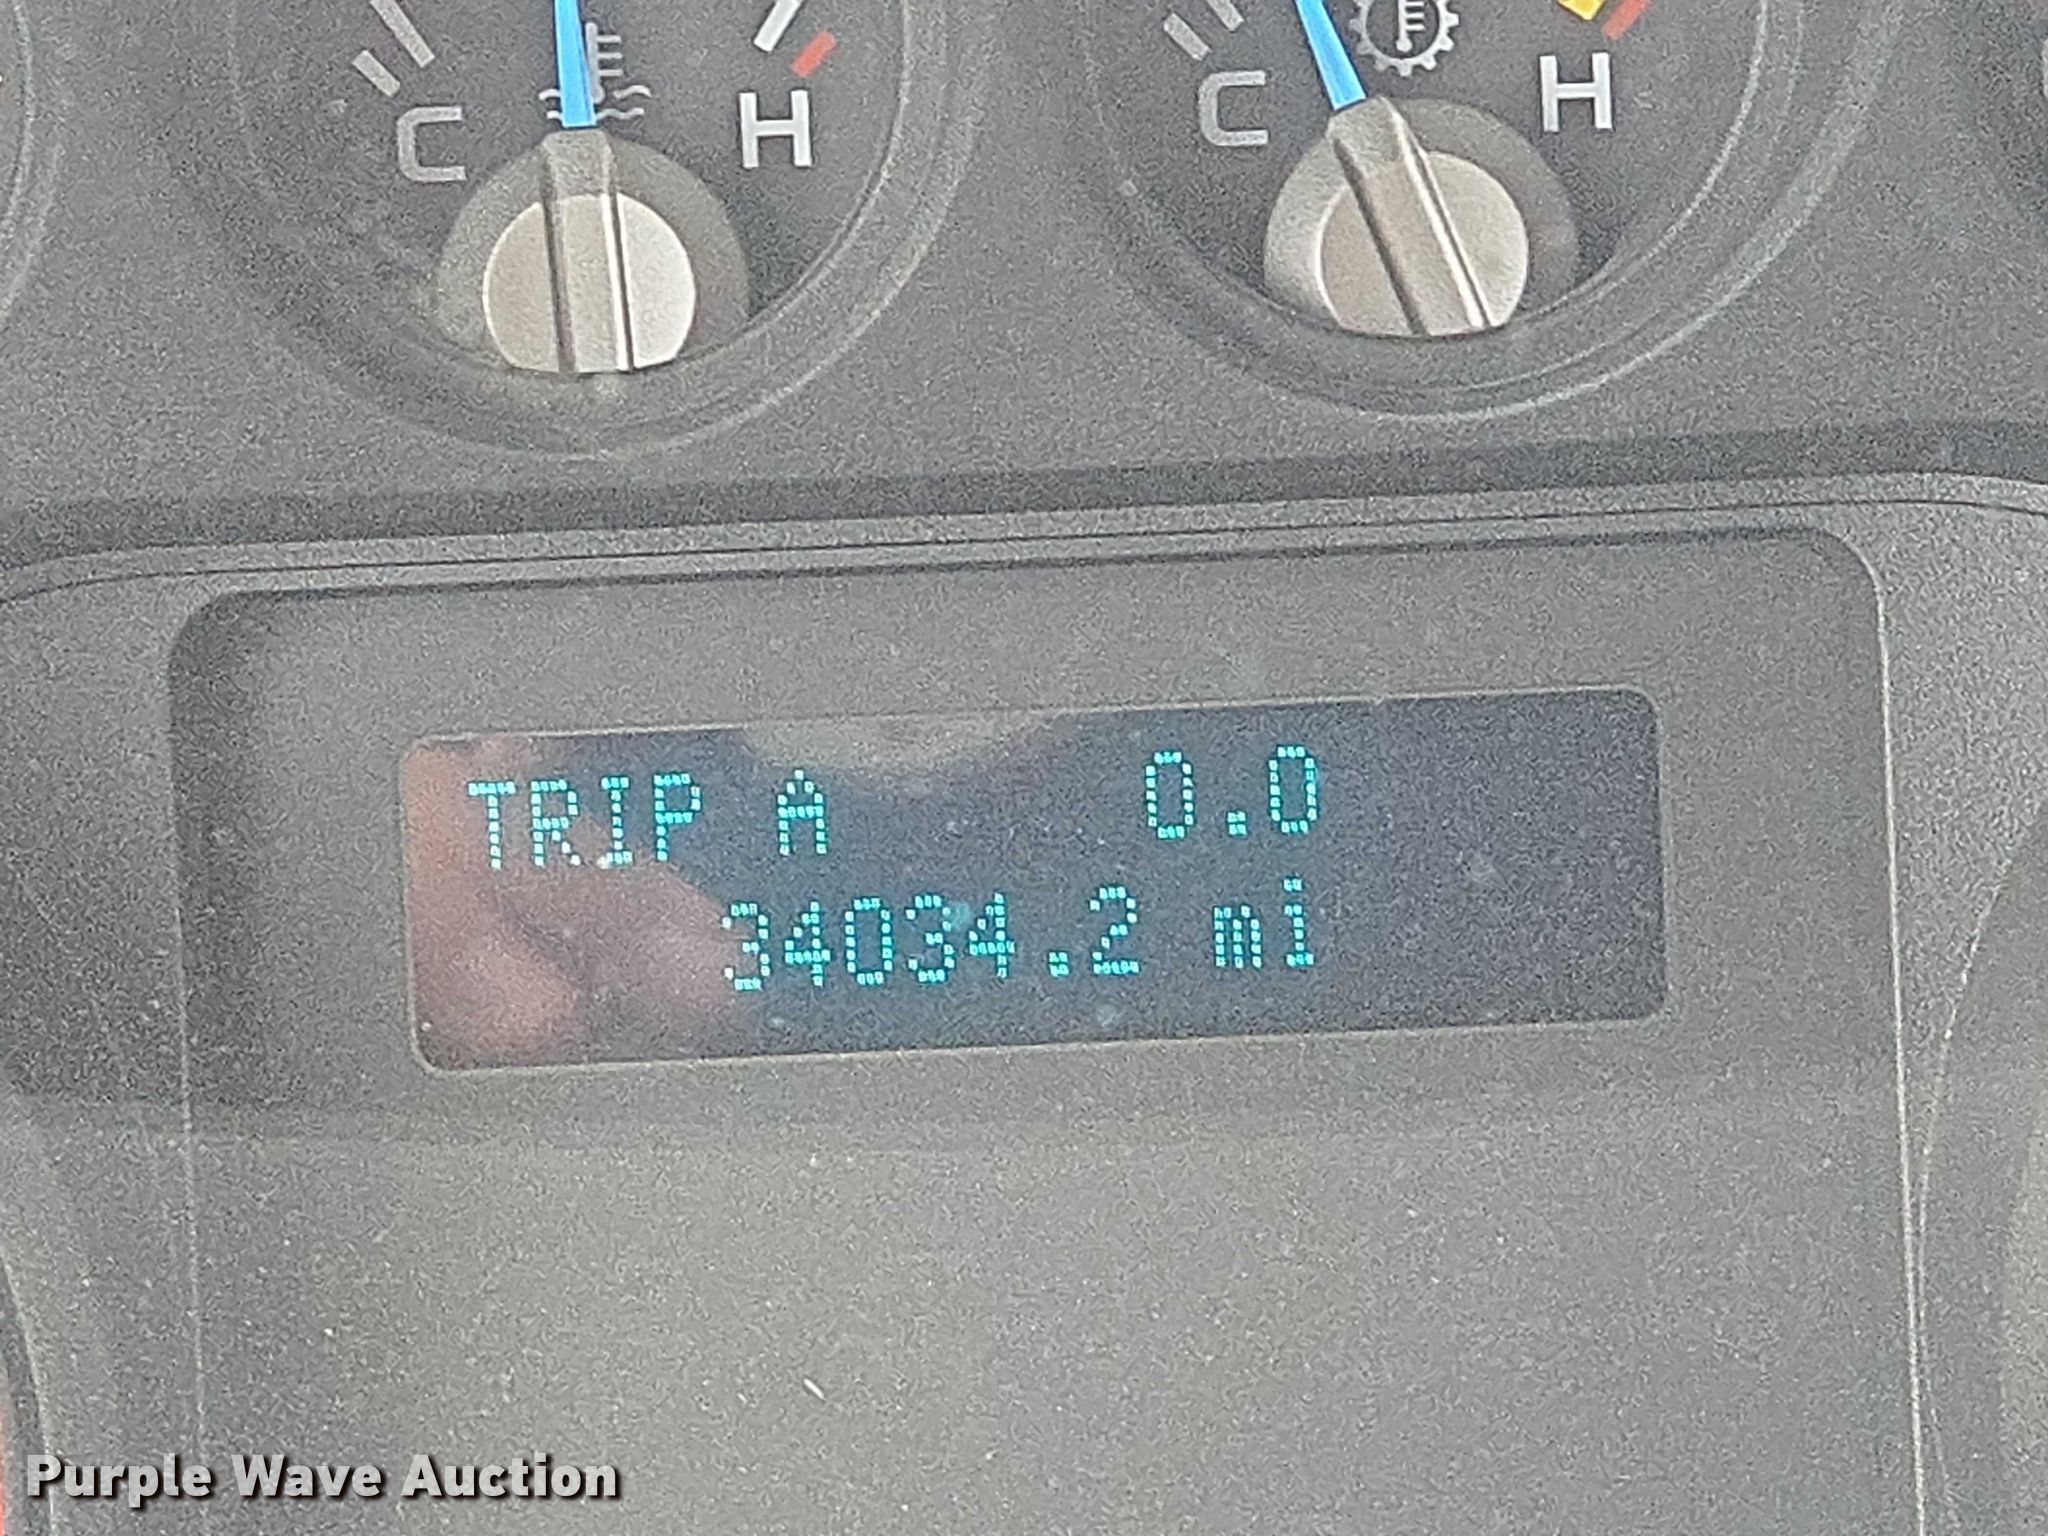 C H C H
TRIP A 0.0
34034.2 mi
Purple Wave Auction